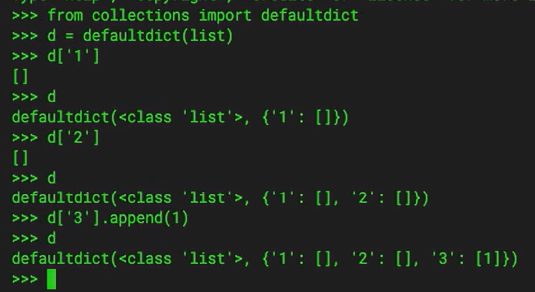 >>> from collections import defaultdict
>>> d = defaultdict(list)
>>> d['1']
[]
>>> d
defaultdict(<class 'list'>, {'1': []})
>>> d['2']
[]
>>> d
defaultdict(<class 'list'>, {'1': [], '2': []})
>>> d['3'].append(1)
>>> d
defaultdict(<class 'list'>, {'1': [], '2': [], '3': [1]})
>>>